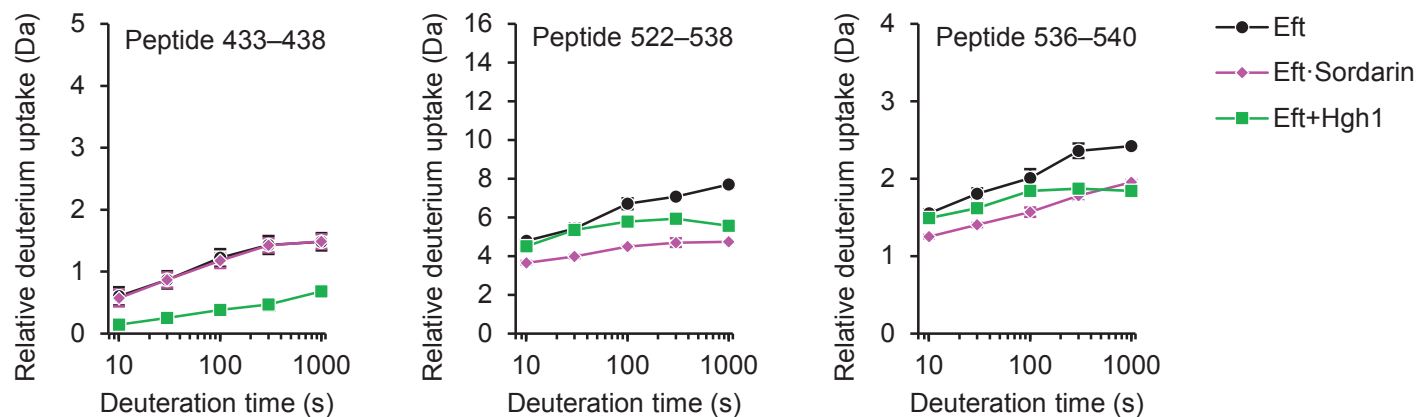 Relative deuterium uptake (Da)
5
4
3
2
1
0
Peptide 433–438
10
100
1000
Deuteration time (s)
Relative deuterium uptake (Da)
16
14
12
10
8
6
4
2
0
Peptide 522–538
10
100
1000
Deuteration time (s)
Relative deuterium uptake (Da)
4
3
2
1
0
Peptide 536–540
10
100
1000
Deuteration time (s)
Eft
Eft·Sordarin
Eft+Hgh1